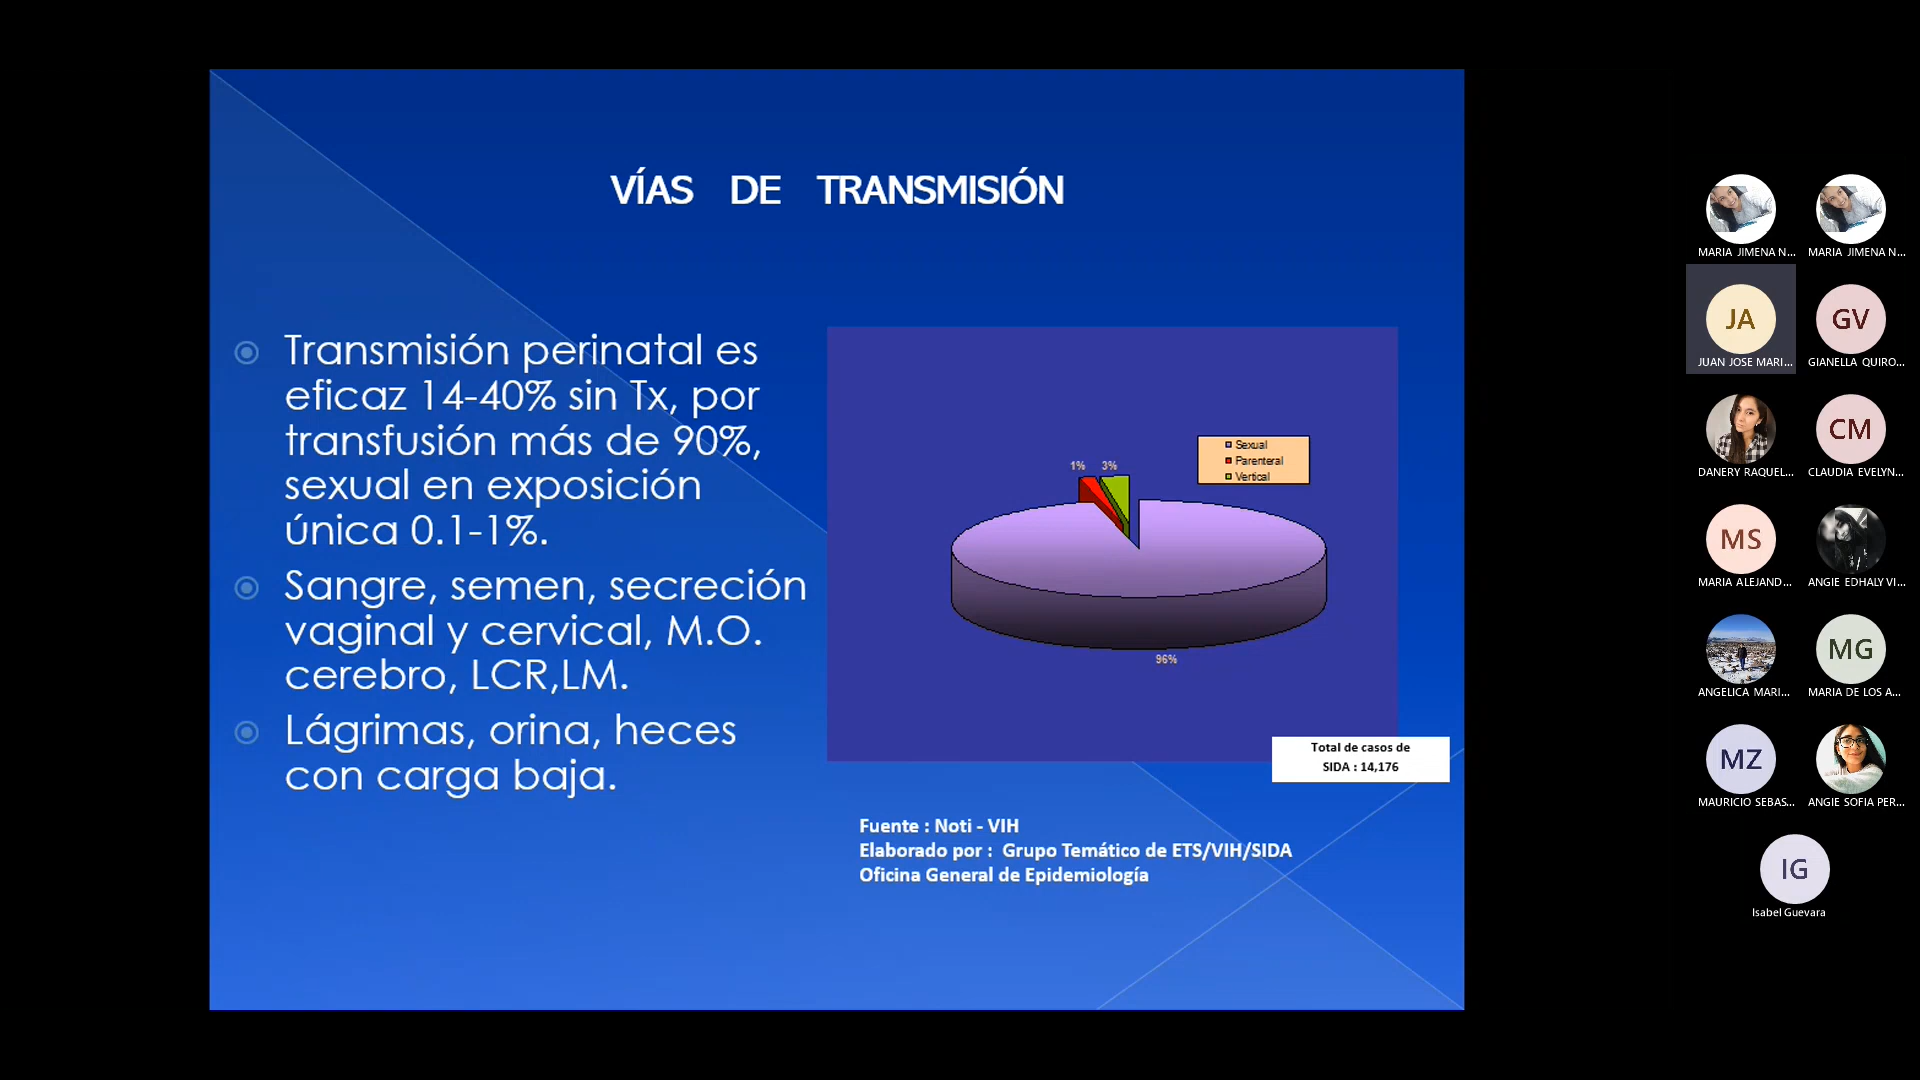 VÍAS DE TRANSMISIÓN
Transmisión perinatal es
eficaz 14-40% sin Tx, por
transfusión más de 90%,
sexual en exposición
única 0.1-1%.
Sangre, semen, secreción
vaginal y cervical, M.O.
cerebro, LCR,LM.
Lágrimas, orina, heces
con carga baja.
Sexual
Parenteral
Vertical
1%
3%
96%
Total de casos de
SIDA : 14,176
Fuente : Noti - VIH
Elaborado por : Grupo Temático de ETS/VIH/SIDA
Oficina General de Epidemiología
MARIA JIMENA N...
MARIA JIMENA N...
JA
GV
JUAN JOSE MARI...
GIANELLA QUIRO...
CM
DANERY RAQUEL...
CLAUDIA EVELYN...
MS
MARIA ALEJAND...
ANGIE EDHALY VI...
MG
ANGELICA MARI...
MARIA DE LOS A...
MZ
MAURICIO SEBAS...
ANGIE SOFIA PER...
IG
Isabel Guevara